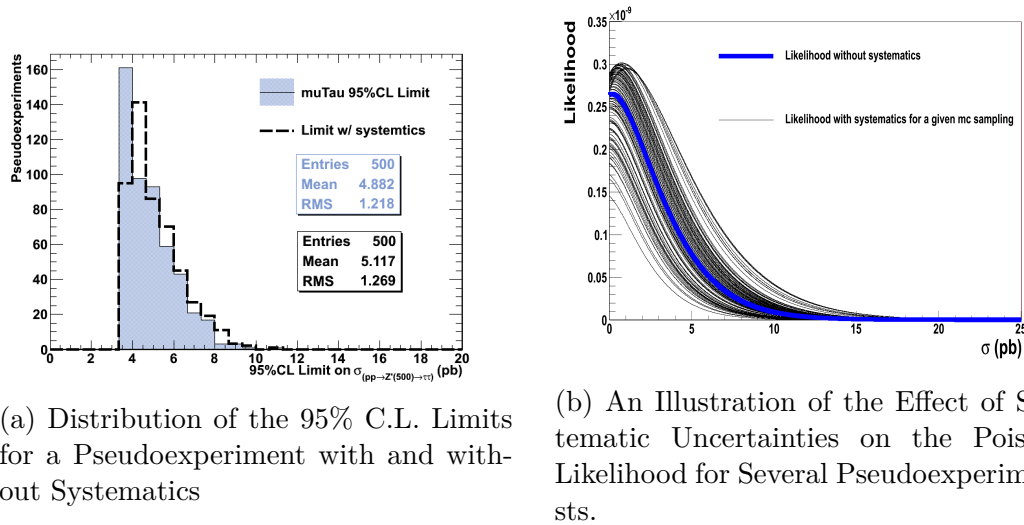 Pseudoexperiments
160
140
120
100
80
60
40
20
0
0 2 4 6 8 10 12 14 16 18 20
95%CL Limit on σ(pp→Z'(500)→ττ) (pb)
muTau 95%CL Limit
Limit w/ systemtics
Entries 500
Mean 4.882
RMS 1.218
Entries 500
Mean 5.117
RMS 1.269
(a) Distribution of the 95% C.L. Limits
for a Pseudoexperiment with and with-
out Systematics
×10⁻⁹
Likelihood
0.35
0.3
0.25
0.2
0.15
0.1
0.05
0
0 5 10 15 20 25
σ (pb)
Likelihood without systematics
Likelihood with systematics for a given mc sampling
(b) An Illustration of the Effect of S
tematic Uncertainties on the Pois
Likelihood for Several Pseudoexperim
sts.